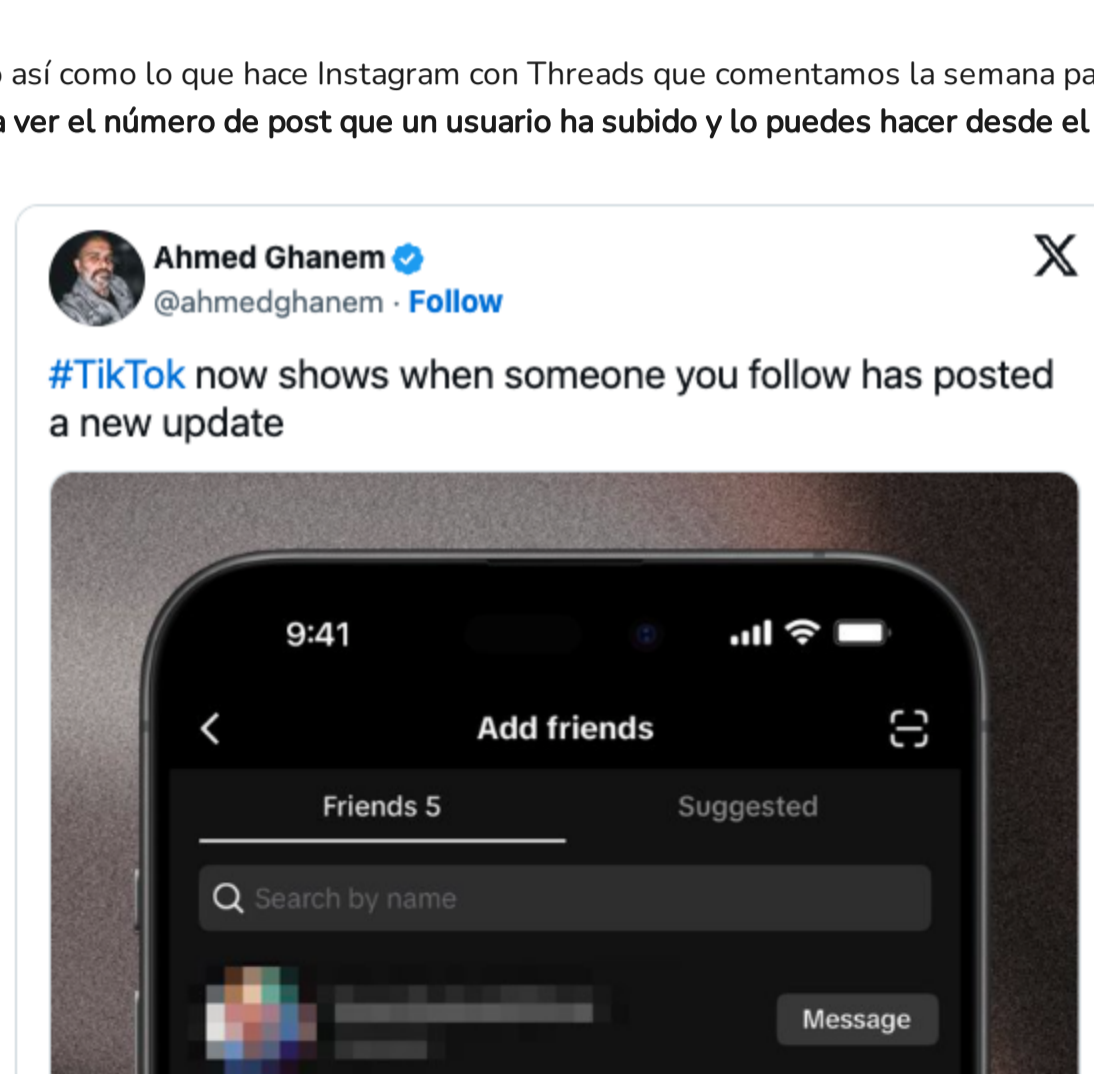 así como lo que hace Instagram con Threads que comentamos la semana pa
ver el número de post que un usuario ha subido y lo puedes hacer desde el
Ahmed Ghanem
@ahmedghanem · Follow
#TikTok now shows when someone you follow has posted
a new update
9:41
Add friends
Friends 5
Suggested
Search by name
Message